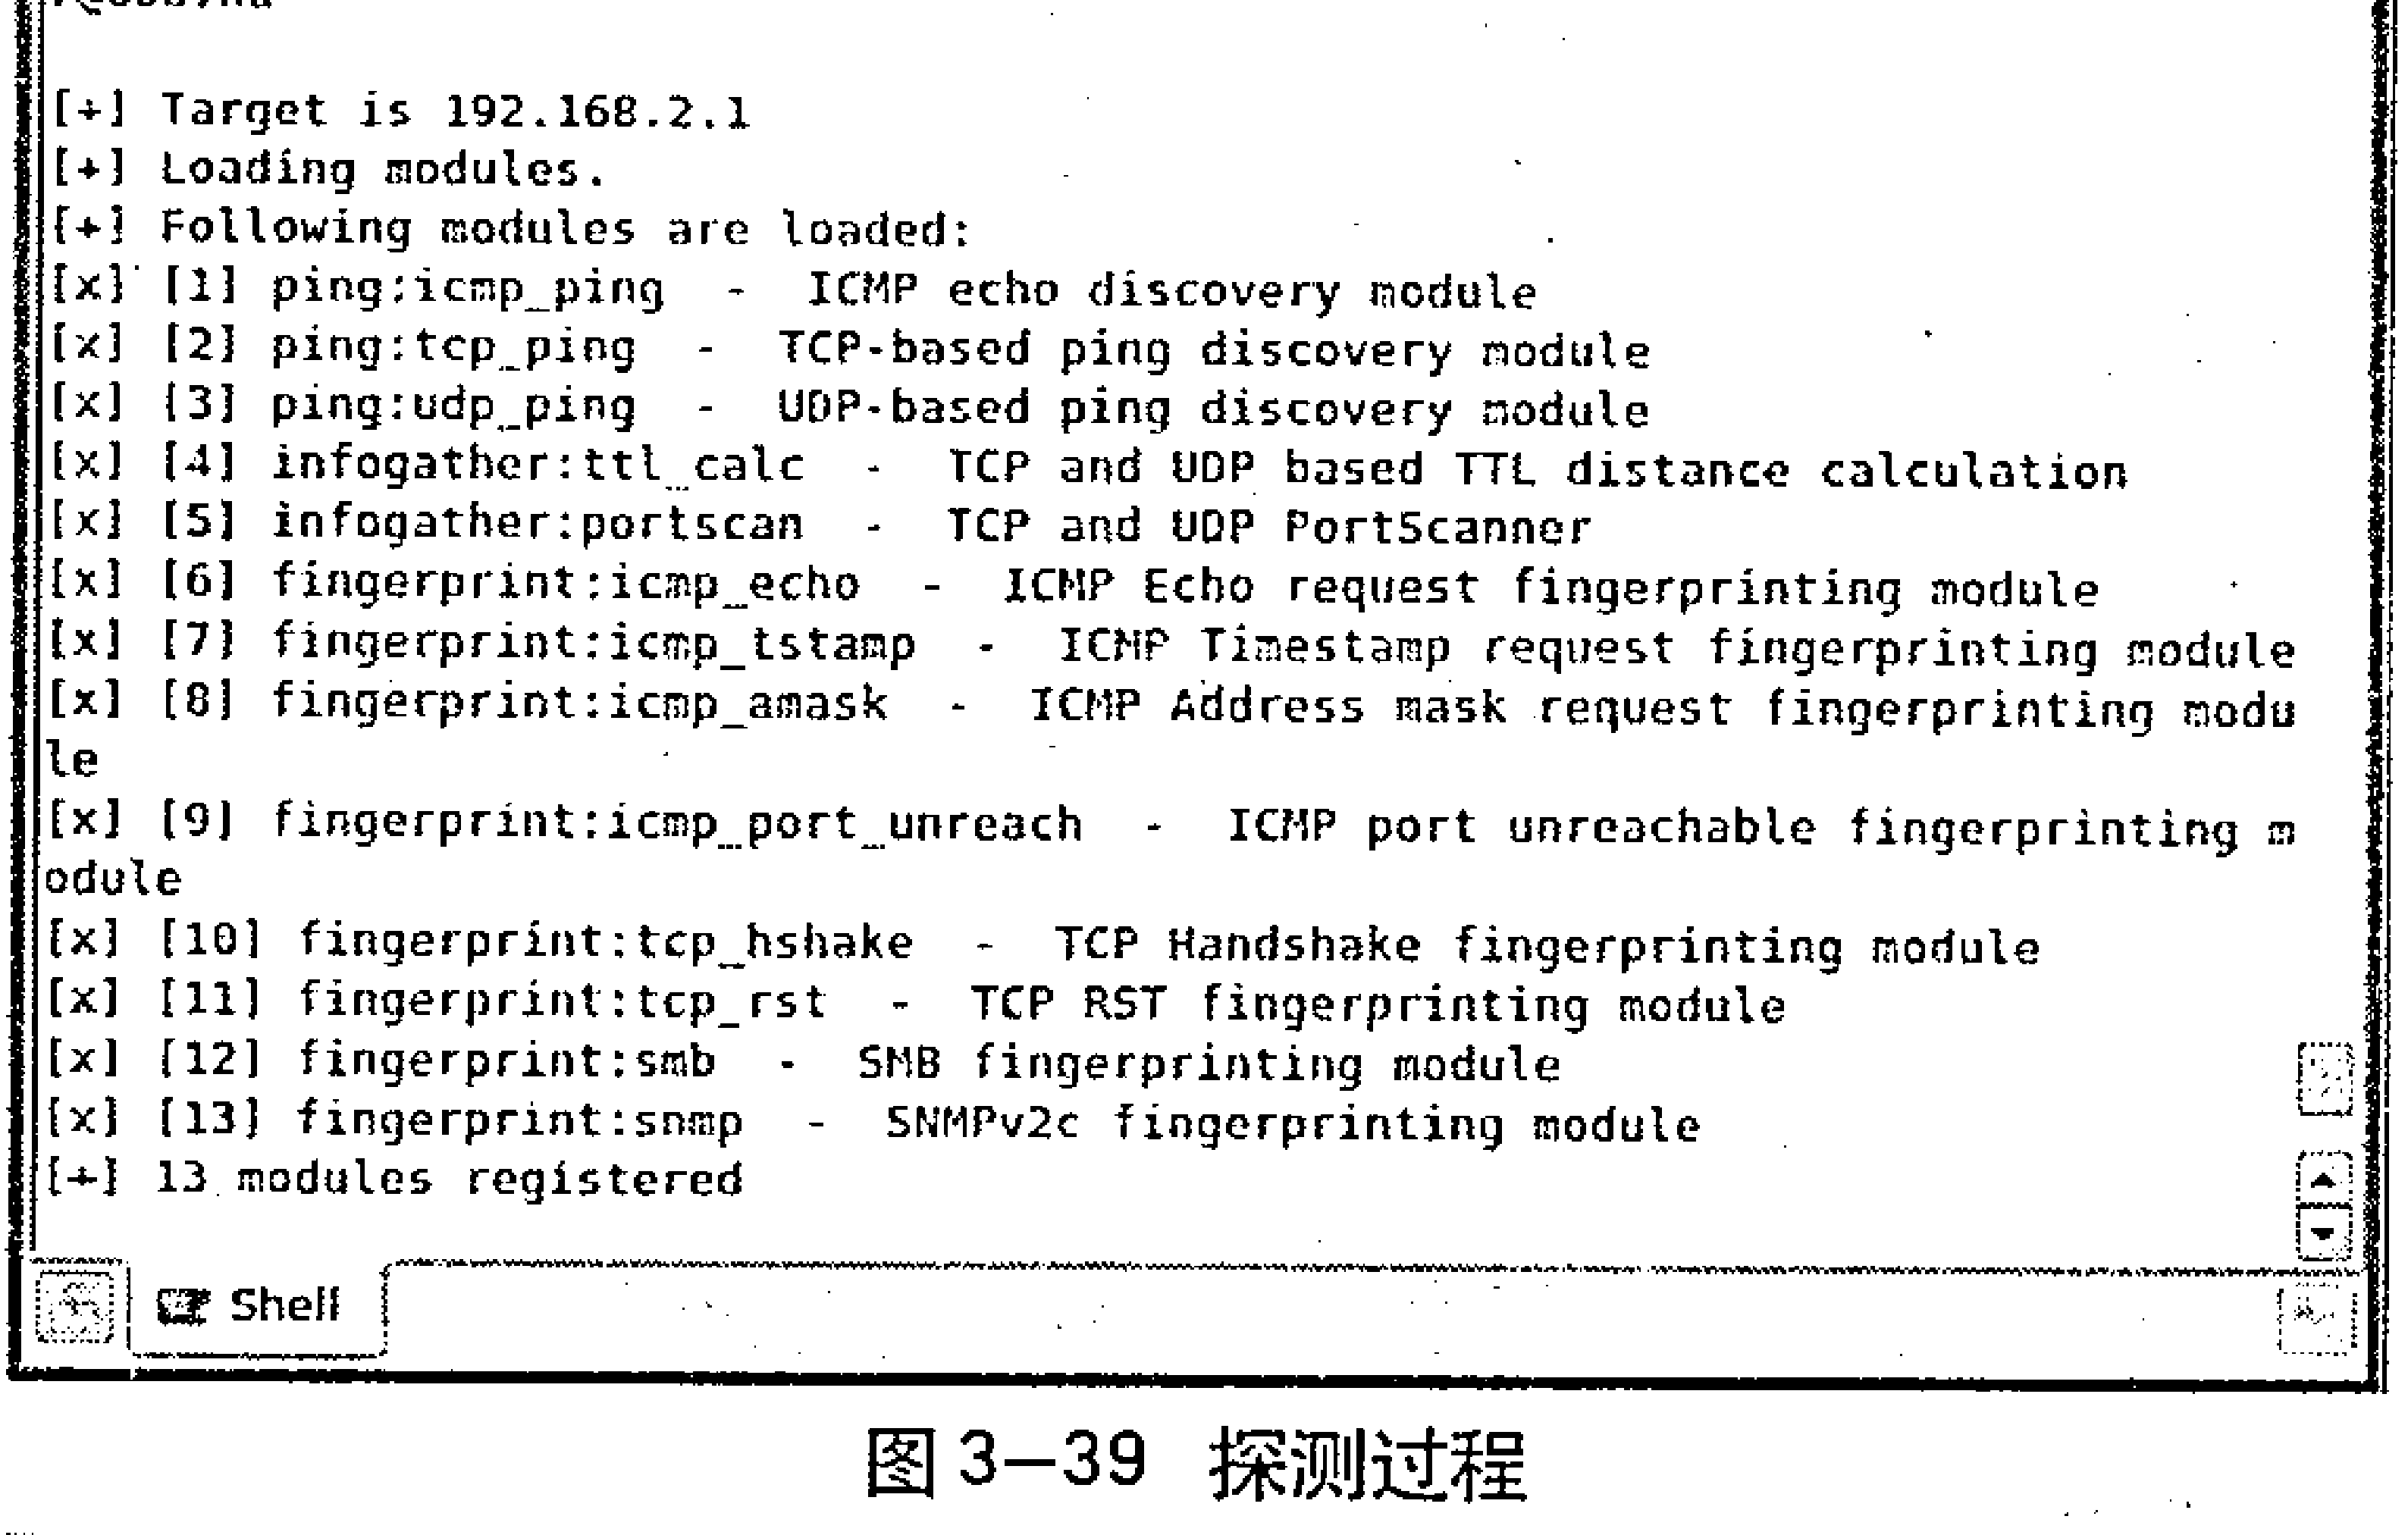 [+] Target is 192.168.2.1
[+] Loading modules.
[+] Following modules are loaded:
[x] [1] ping:icmp_ping - ICMP echo discovery module
[x] [2] ping:tcp_ping - TCP-based ping discovery module
[x] [3] ping:udp_ping - UDP-based ping discovery module
[x] [4] infogather:ttl_calc - TCP and UDP based TTL distance calculation
[x] [5] infogather:portscan - TCP and UDP PortScanner
[x] [6] fingerprint:icmp_echo - ICMP Echo request fingerprinting module
[x] [7] fingerprint:icmp_tstamp - ICMP Timestamp request fingerprinting module
[x] [8] fingerprint:icmp_amask - ICMP Address mask request fingerprinting modu
le
[x] [9] fingerprint:icmp_port_unreach - ICMP port unreachable fingerprinting m
odule
[x] [10] fingerprint:tcp_hshake - TCP Handshake fingerprinting module
[x] [11] fingerprint:tcp_rst - TCP RST fingerprinting module
[x] [12] fingerprint:smb - SMB fingerprinting module
[x] [13] fingerprint:snmp - SNMPv2c fingerprinting module
[+] 13 modules registered
Shell
图 3-39 探测过程